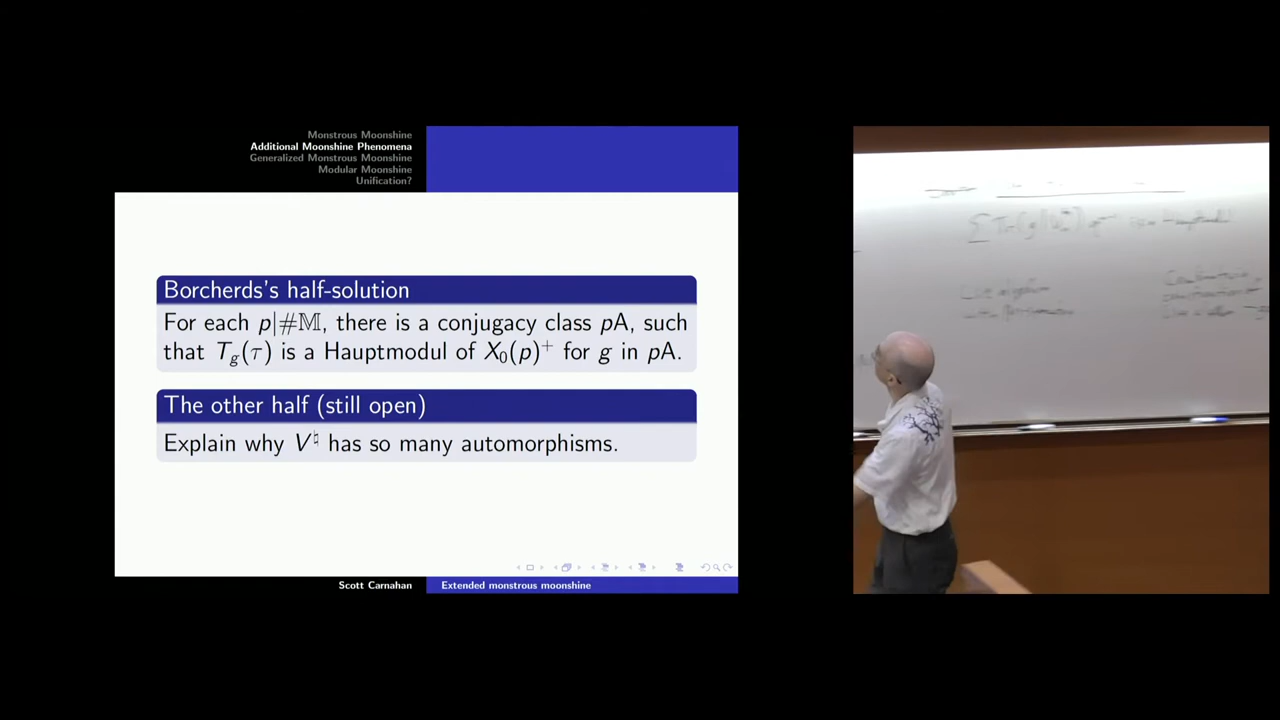 Monstrous Moonshine
Additional Moonshine Phenomena
Generalized Monstrous Moonshine
Modular Moonshine
Unification?
Borcherds's half-solution
For each p|#𝕄, there is a conjugacy class pA, such
that T_g(τ) is a Hauptmodul of X₀(p)⁺ for g in pA.
The other half (still open)
Explain why V♮ has so many automorphisms.
Scott Carnahan
Extended monstrous moonshine